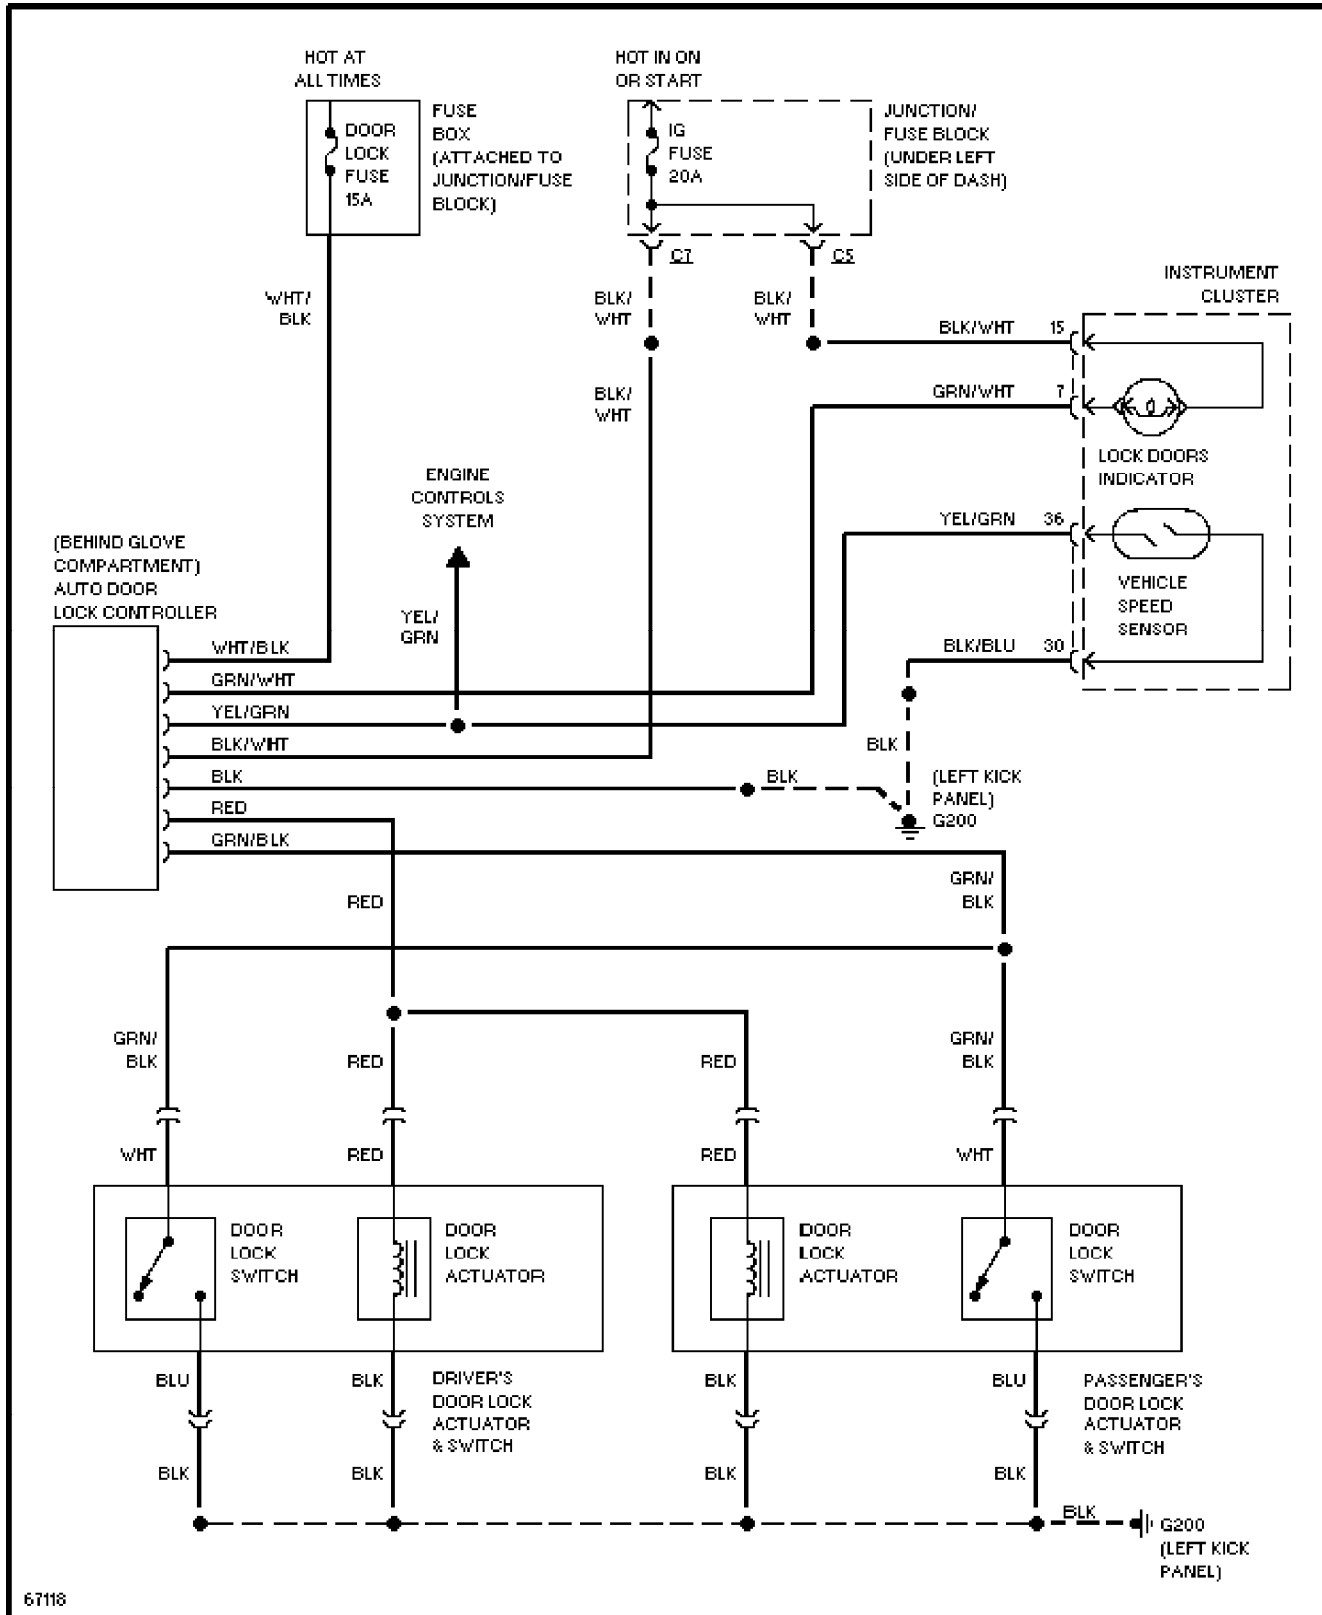 HOT AT
ALL TIMES
HOT IN ON
OR START
DOOR
LOCK
FUSE
15A
FUSE
BOX
(ATTACHED TO
JUNCTION/FUSE
BLOCK)
IG
FUSE
20A
JUNCTION/
FUSE BLOCK
(UNDER LEFT
SIDE OF DASH)
C7
C5
WHT/
BLK
BLK/
WHT
BLK/
WHT
INSTRUMENT
CLUSTER
BLK/WHT 15
BLK/
WHT
GRN/WHT 7
LOCK DOORS
INDICATOR
ENGINE
CONTROLS
SYSTEM
YEL/GRN 36
VEHICLE
SPEED
SENSOR
(BEHIND GLOVE
COMPARTMENT)
AUTO DOOR
LOCK CONTROLLER
YEL/
GRN
BLK/BLU 30
WHT/BLK
GRN/WHT
YEL/GRN
BLK/WHT
BLK
RED
GRN/BLK
BLK
BLK
(LEFT KICK
PANEL)
G200
RED
GRN/
BLK
GRN/
BLK
RED
RED
GRN/
BLK
WHT
RED
RED
WHT
DOOR
LOCK
SWITCH
DOOR
LOCK
ACTUATOR
DOOR
LOCK
ACTUATOR
DOOR
LOCK
SWITCH
BLU
BLK
DRIVER'S
DOOR LOCK
ACTUATOR
& SWITCH
BLK
BLU
PASSENGER'S
DOOR LOCK
ACTUATOR
& SWITCH
BLK
BLK
BLK
BLK
BLK
G200
(LEFT KICK
PANEL)
67118